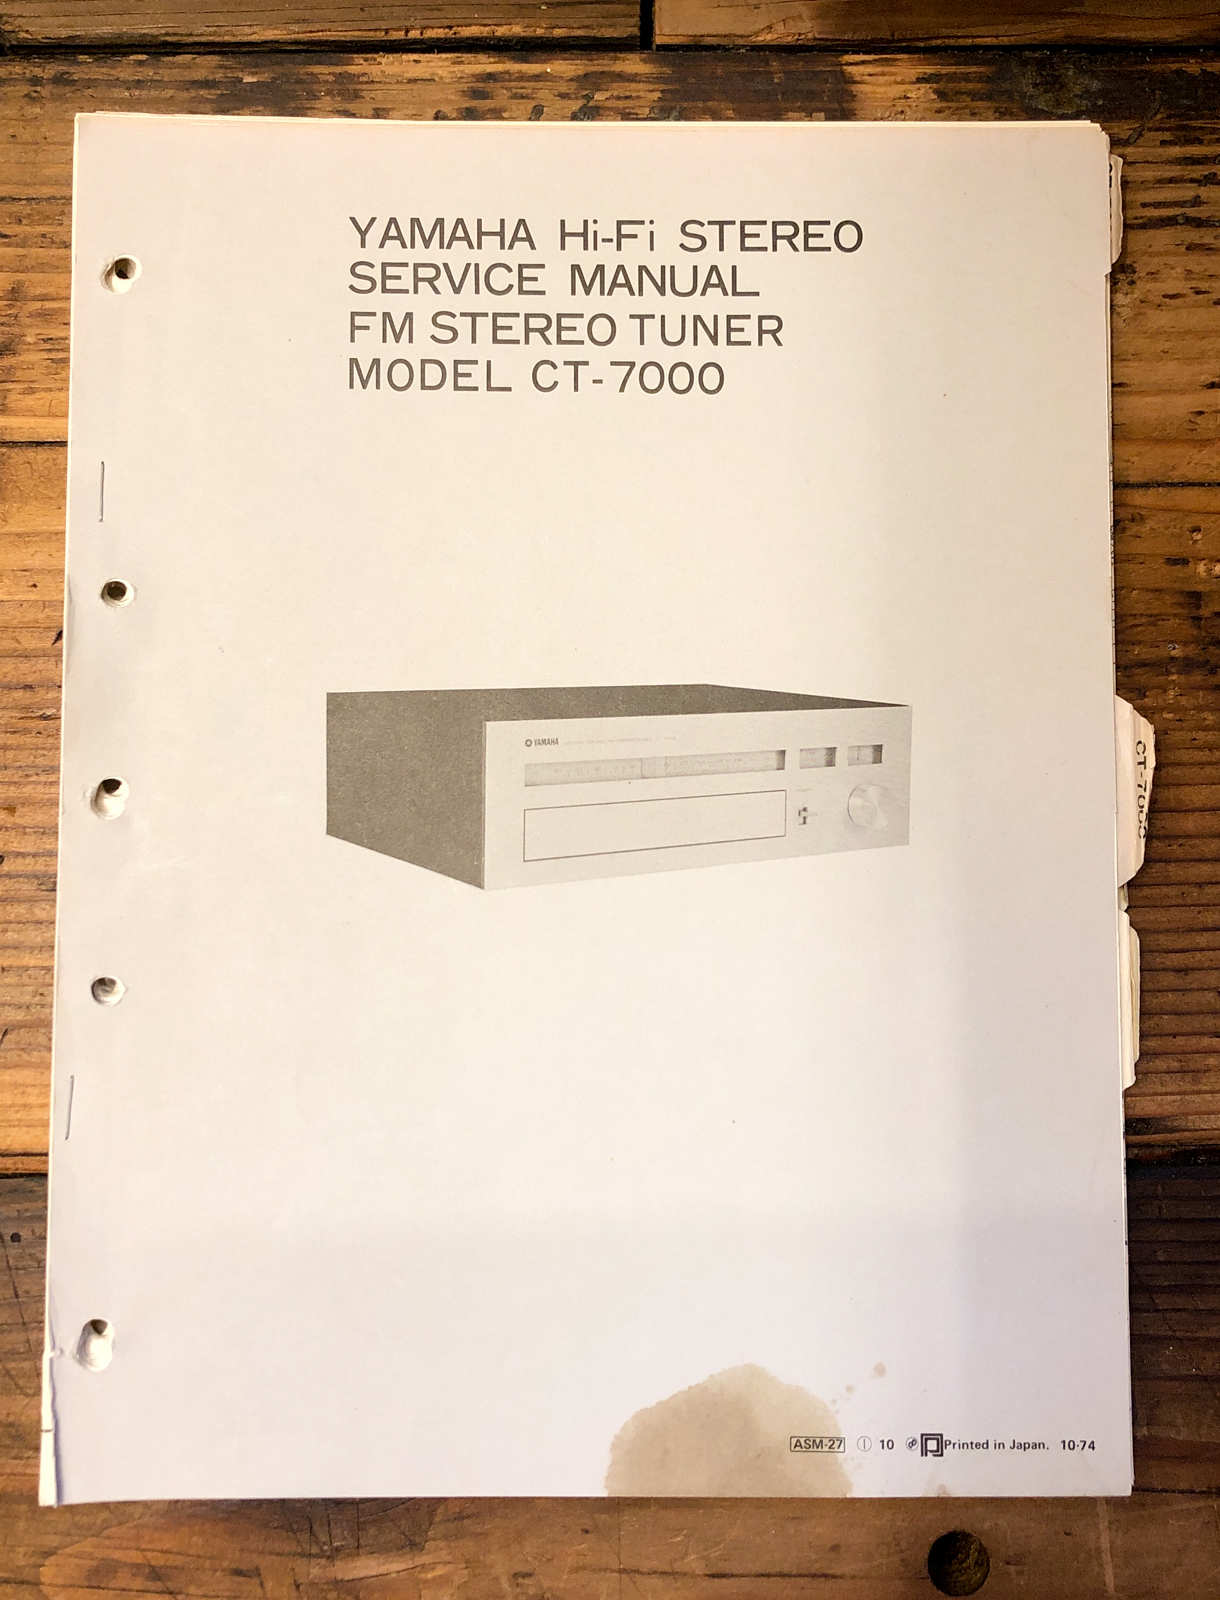 YAMAHA Hi-Fi STEREO
SERVICE MANUAL
FM STEREO TUNER
MODEL CT-7000
YAMAHA
CT-7000
ASM-27 10 Printed in Japan. 10-74